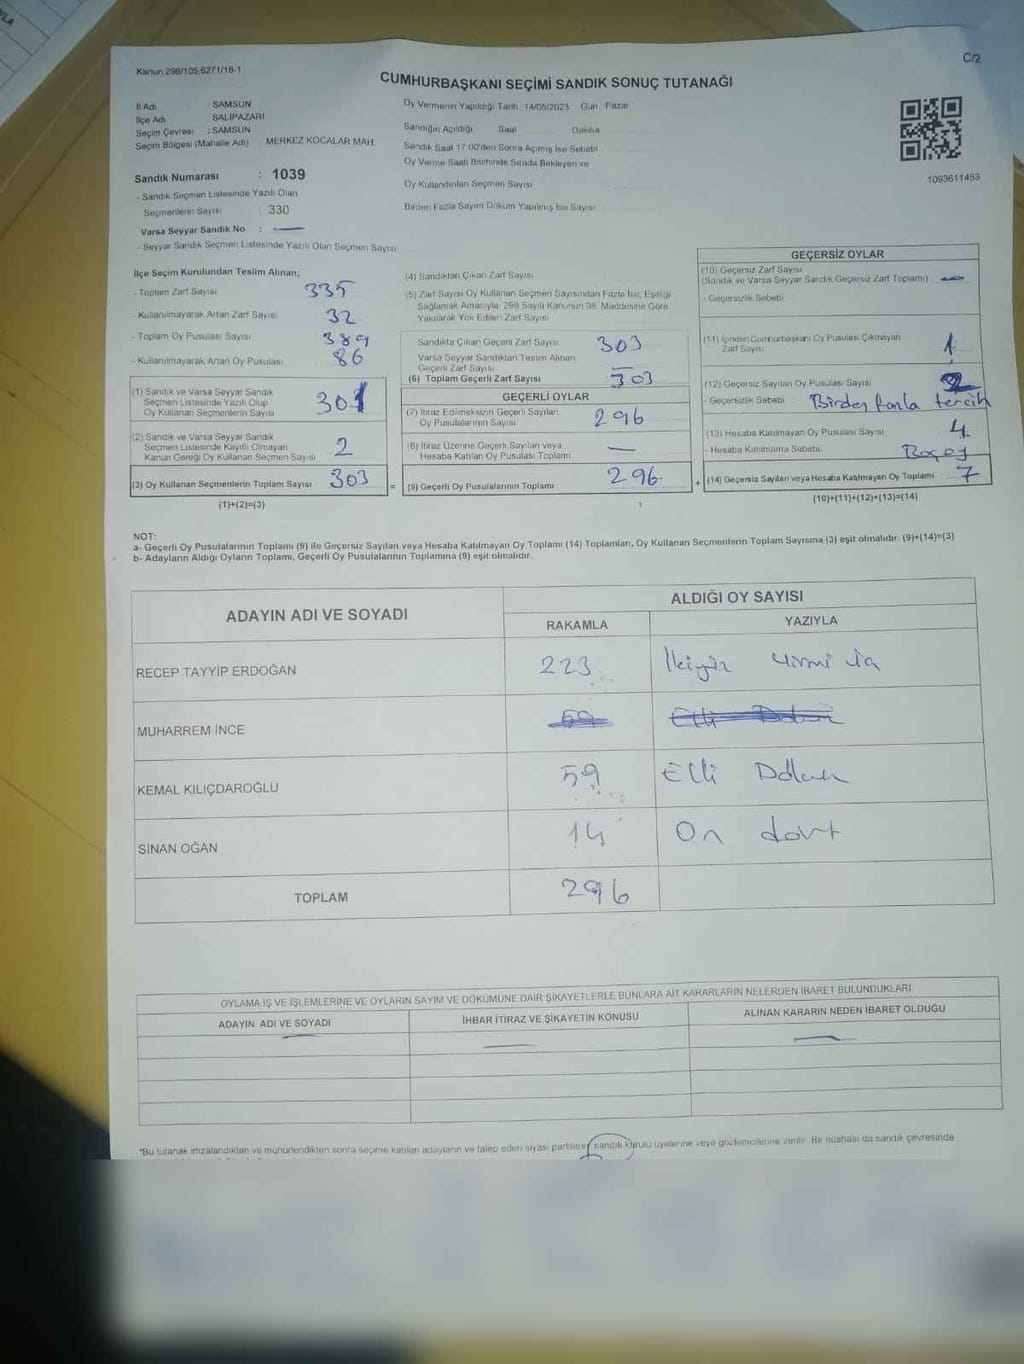 Kanun:298/105,6271/18-1
C/2
CUMHURBAŞKANI SEÇİMİ SANDIK SONUÇ TUTANAĞI
İl Adı SAMSUN
İlçe Adı SALIPAZARI
Seçim Çevresi : SAMSUN
Seçim Bölgesi (Mahalle Adı) MERKEZ KOCALAR MAH.
Sandık Numarası : 1039
- Sandık Seçmen Listesinde Yazılı Olan
Seçmenlerin Sayısı : 330
Varsa Seyyar Sandık No : —
- Seyyar Sandık Seçmen Listesinde Yazılı Olan Seçmen Sayısı
Oy Vermenin Yapıldığı Tarih 14/05/2023 Gün Pazar
Sandığın Açıldığı Saat Dakika
Sandık Saat 17:00'den Sonra Açılmış İse Sebebi
Oy Verme Saati Bitiminde Sırada Bekleyen ve
Oy Kullandırılan Seçmen Sayısı
Birden Fazla Sayım Döküm Yapılmış İse Sayısı
1093611453
İlçe Seçim Kurulundan Teslim Alınan;
- Toplam Zarf Sayısı 335
- Kullanılmayarak Artan Zarf Sayısı 32
- Toplam Oy Pusulası Sayısı 389
- Kullanılmayarak Artan Oy Pusulası 86
(1) Sandık ve Varsa Seyyar Sandık
Seçmen Listesinde Yazılı Olup
Oy Kullanan Seçmenlerin Sayısı 301
(2) Sandık ve Varsa Seyyar Sandık
Seçmen Listesinde Kayıtlı Olmayan
Kanun Gereği Oy Kullanan Seçmen Sayısı 2
(3) Oy Kullanan Seçmenlerin Toplam Sayısı 303 =
(1)+(2)=(3)
(4) Sandıktan Çıkan Zarf Sayısı
(5) Zarf Sayısı Oy Kullanan Seçmen Sayısından Fazla İse, Eşitliği
Sağlamak Amacıyla, 298 Sayılı Kanunun 98. Maddesine Göre
Yakılarak Yok Edilen Zarf Sayısı
Sandıkta Çıkan Geçerli Zarf Sayısı 303
Varsa Seyyar Sandıktan Teslim Alınan
Geçerli Zarf Sayısı —
(6) Toplam Geçerli Zarf Sayısı 303
GEÇERLİ OYLAR
(7) İtiraz Edilmeksizin Geçerli Sayılan
Oy Pusulalarının Sayısı 296
(8) İtiraz Üzerine Geçerli Sayılan veya
Hesaba Katılan Oy Pusulası Toplamı —
(9) Geçerli Oy Pusulalarının Toplamı 296 +
GEÇERSİZ OYLAR
(10) Geçersiz Zarf Sayısı
(Sandık ve Varsa Seyyar Sandık Geçersiz Zarf Toplamı) —
- Geçersizlik Sebebi
(11) İçinden Cumhurbaşkanı Oy Pusulası Çıkmayan
Zarf Sayısı 1
(12) Geçersiz Sayılan Oy Pusulası Sayısı 2
- Geçersizlik Sebebi Birden fazla tercih
(13) Hesaba Katılmayan Oy Pusulası Sayısı 4
- Hesaba Katılmama Sebebi
(14) Geçersiz Sayılan veya Hesaba Katılmayan Oy Toplamı 7
(10)+(11)+(12)+(13)=(14)
NOT:
a- Geçerli Oy Pusulalarının Toplamı (9) ile Geçersiz Sayılan veya Hesaba Katılmayan Oy Toplamı (14) Toplamları, Oy Kullanan Seçmenlerin Toplam Sayısına (3) eşit olmalıdır. (9)+(14)=(3)
b- Adayların Aldığı Oyların Toplamı, Geçerli Oy Pusulalarının Toplamına (9) eşit olmalıdır.
ADAYIN ADI VE SOYADI
ALDIĞI OY SAYISI
RAKAMLA YAZIYLA
RECEP TAYYİP ERDOĞAN 223 İkiyüz yirmi üç
MUHARREM İNCE 59 Elli Dokuz
KEMAL KILIÇDAROĞLU 59 Elli Dokuz
SİNAN OĞAN 14 On dört
TOPLAM 296
OYLAMA İŞ VE İŞLEMLERİNE VE OYLARIN SAYIM VE DÖKÜMÜNE DAİR ŞİKAYETLERLE BUNLARA AİT KARARLARIN NELERDEN İBARET BULUNDUKLARI
ADAYIN ADI VE SOYADI İHBAR İTİRAZ VE ŞİKAYETİN KONUSU ALINAN KARARIN NEDEN İBARET OLDUĞU
*Bu tutanak imzalandıktan ve mühürlendikten sonra seçime katılan adayların ve talep eden siyasi partilerin sandık kurulu üyelerine veya gözlemcilerine verilir. Bir nüshası da sandık çevresinde